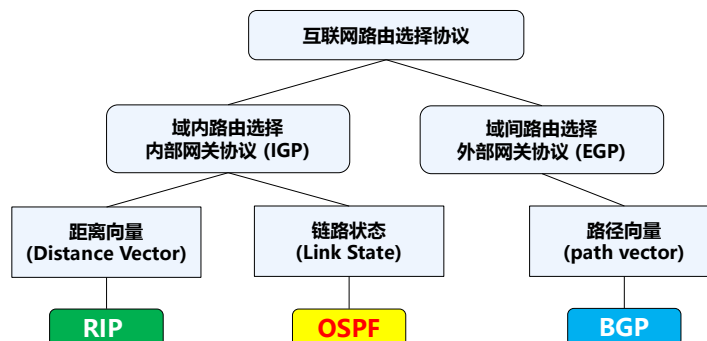 互联网路由选择协议
域内路由选择
内部网关协议 (IGP)
域间路由选择
外部网关协议 (EGP)
距离向量
(Distance Vector)
链路状态
(Link State)
路径向量
(path vector)
RIP
OSPF
BGP